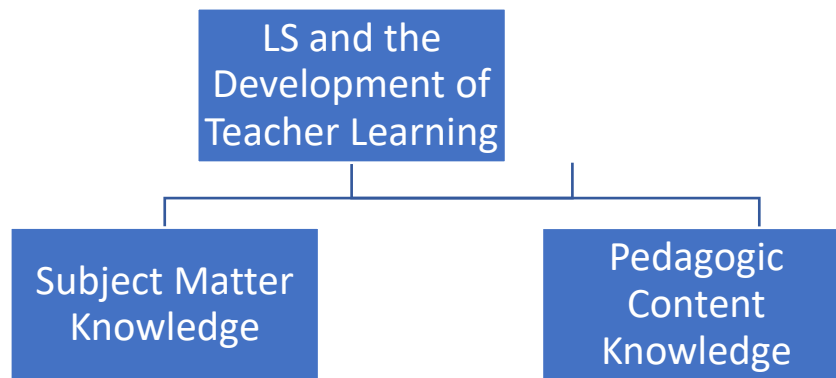 LS and the
Development of
Teacher Learning
Subject Matter
Knowledge
Pedagogic
Content
Knowledge